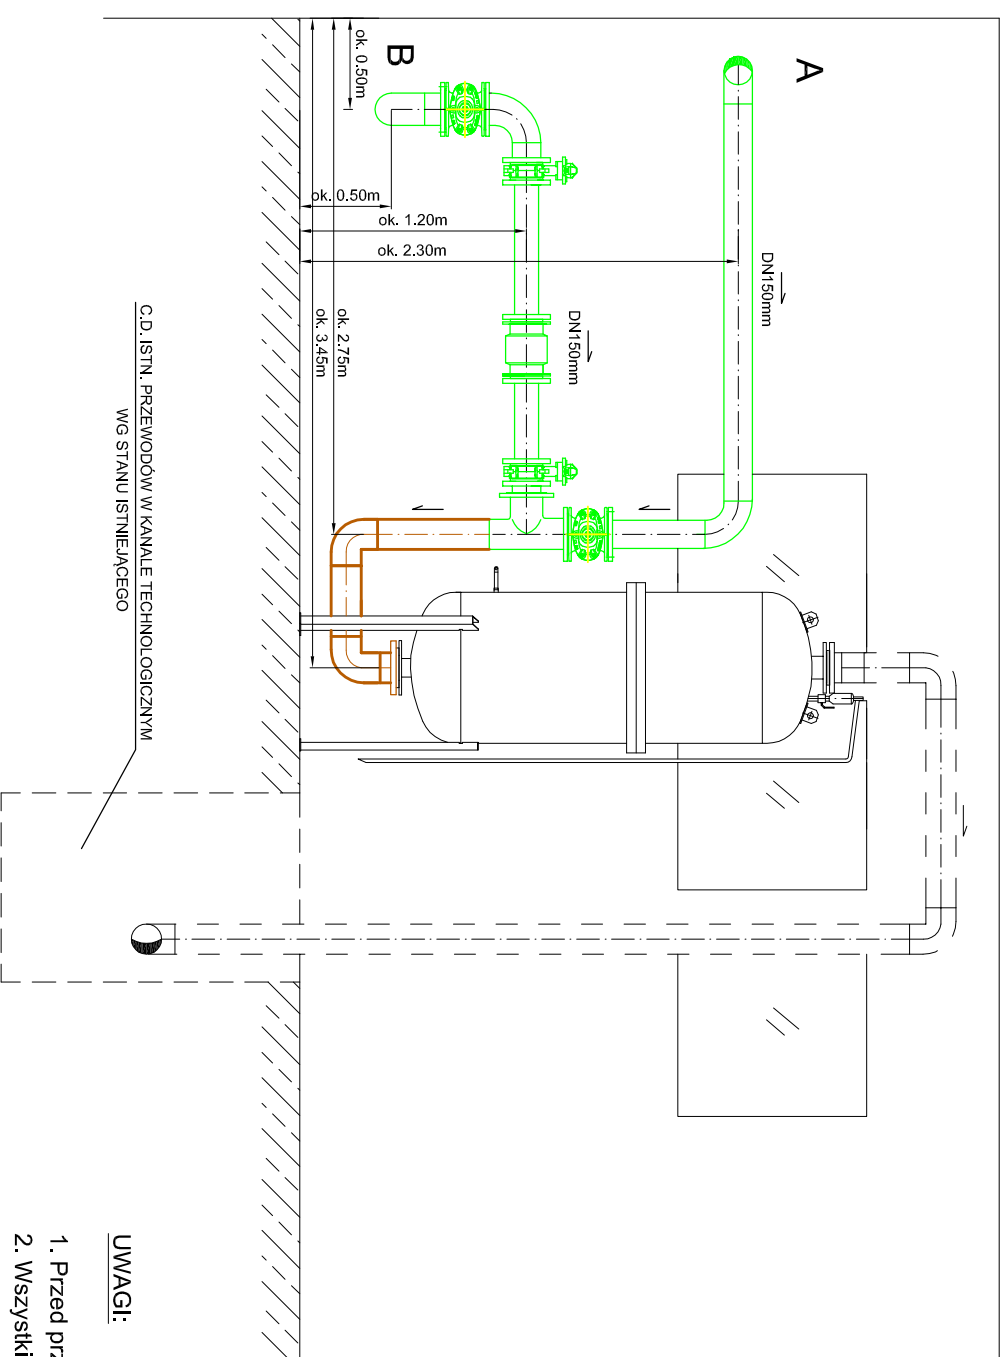 A
B
DN150mm
DN150mm
ok. 0.50m
ok. 0.50m
ok. 1.20m
ok. 2.30m
ok. 2.75m
ok. 3.45m
C.D. ISTN. PRZEWODÓW W KANALE TECHNOLOGICZNYM
WG STANU ISTNIEJĄCEGO
UWAGI:
1. Przed prz
2. Wszystki